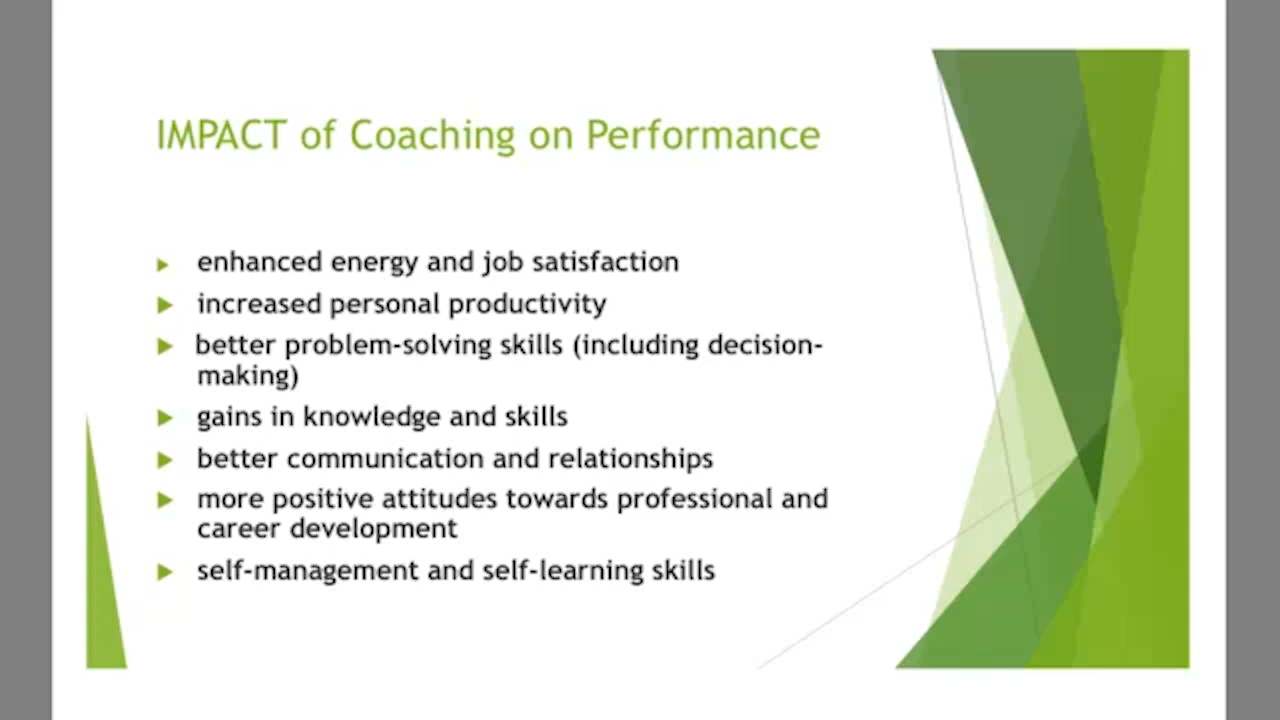 IMPACT of Coaching on Performance
enhanced energy and job satisfaction
increased personal productivity
better problem-solving skills (including decision-
making)
gains in knowledge and skills
better communication and relationships
more positive attitudes towards professional and
career development
self-management and self-learning skills